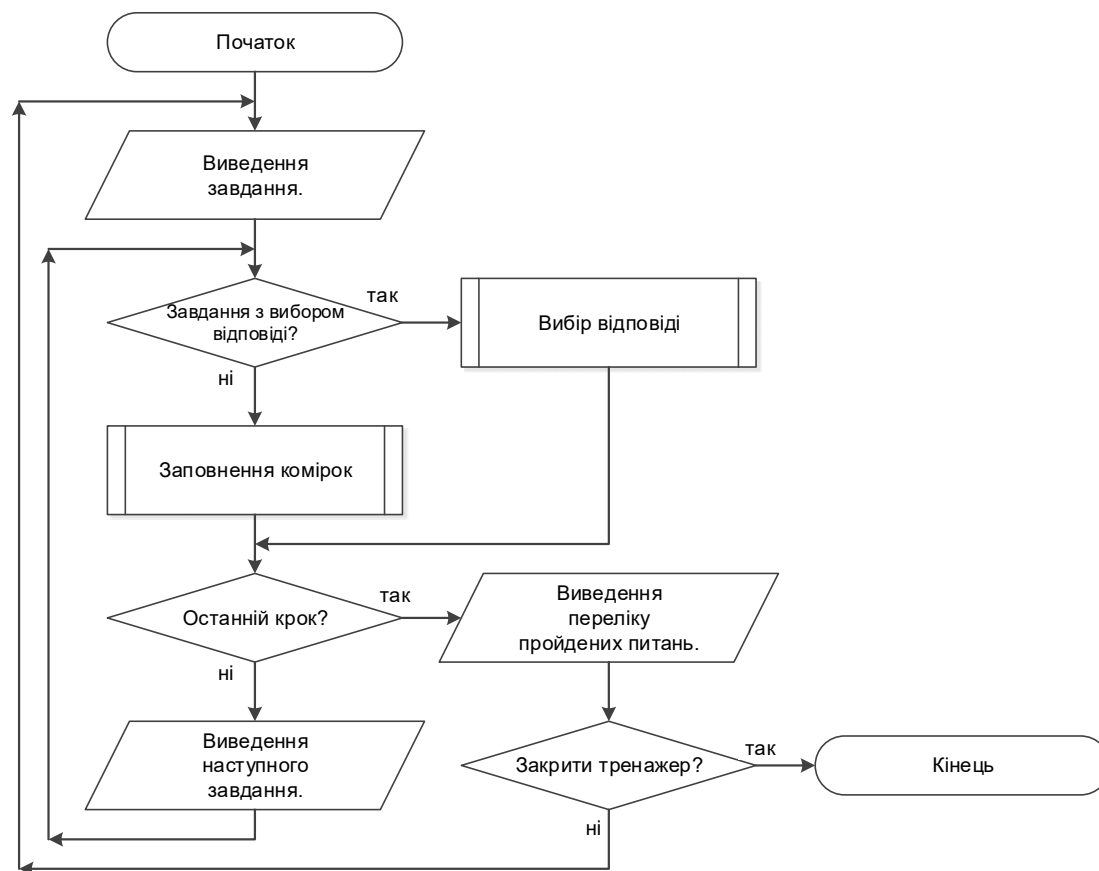 Початок
Виведення
завдання.
Завдання з вибором
відповіді?
так
Вибір відповіді
ні
Заповнення комірок
Останній крок?
так
Виведення
переліку
пройдених питань.
ні
Виведення
наступного
завдання.
Закрити тренажер?
так
Кінець
ні